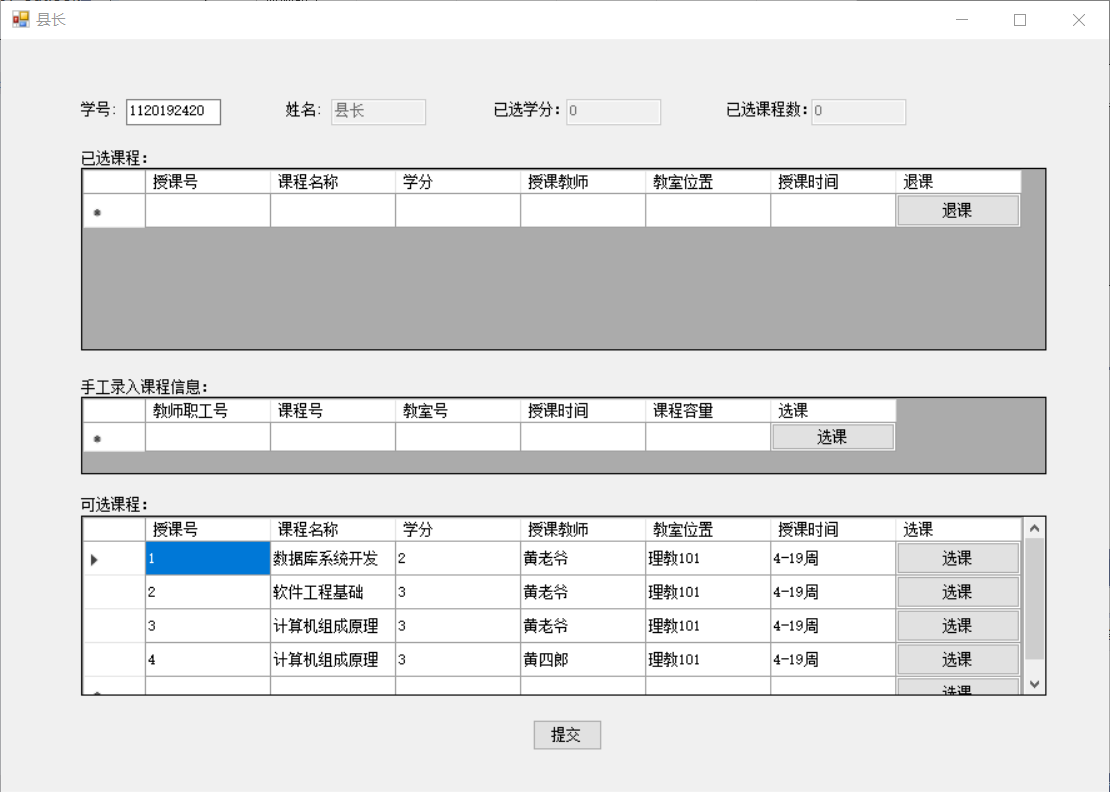 县长
学号: 1120192420 姓名: 县长 已选学分: 0 已选课程数: 0
已选课程:
授课号 课程名称 学分 授课教师 教室位置 授课时间 退课
退课
手工录入课程信息:
教师职工号 课程号 教室号 授课时间 课程容量 选课
选课
可选课程:
授课号 课程名称 学分 授课教师 教室位置 授课时间 选课
1 数据库系统开发 2 黄老爷 理教101 4-19周 选课
2 软件工程基础 3 黄老爷 理教101 4-19周 选课
3 计算机组成原理 3 黄老爷 理教101 4-19周 选课
4 计算机组成原理 3 黄四郎 理教101 4-19周 选课
选课
提交